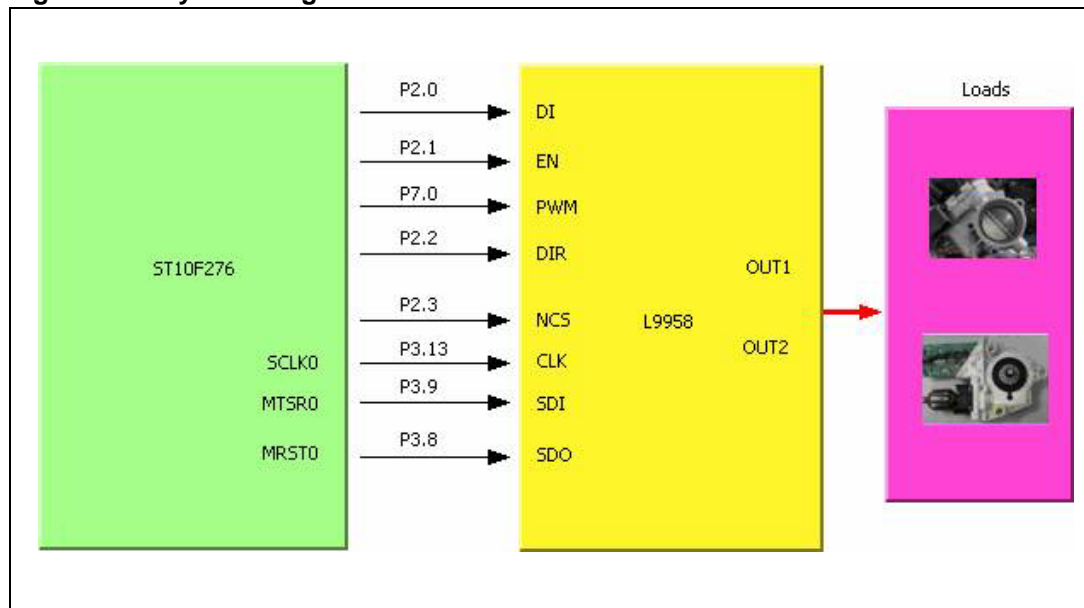 P2.0
DI
P2.1
EN
P7.0
PWM
P2.2
DIR
ST10F276
OUT1
P2.3
NCS
L9958
P3.13
OUT2
SCLK0
CLK
P3.9
MTSR0
SDI
P3.8
MRST0
SDO
Loads